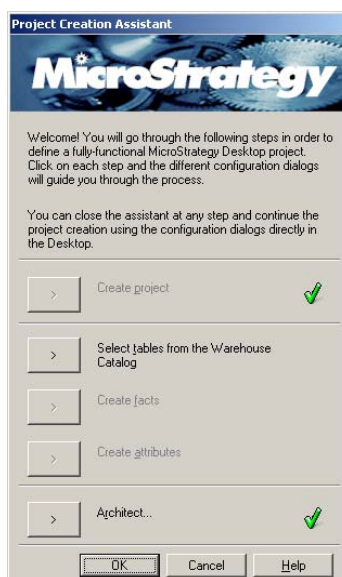 Project Creation Assistant
MicroStrategy
Welcome! You will go through the following steps in order to
define a fully-functional MicroStrategy Desktop project.
Click on each step and the different configuration dialogs
will guide you through the process.
You can close the assistant at any step and continue the
project creation using the configuration dialogs directly in
the Desktop.
> Create project
> Select tables from the Warehouse
Catalog
> Create facts
> Create attributes
> Architect...
OK Cancel Help